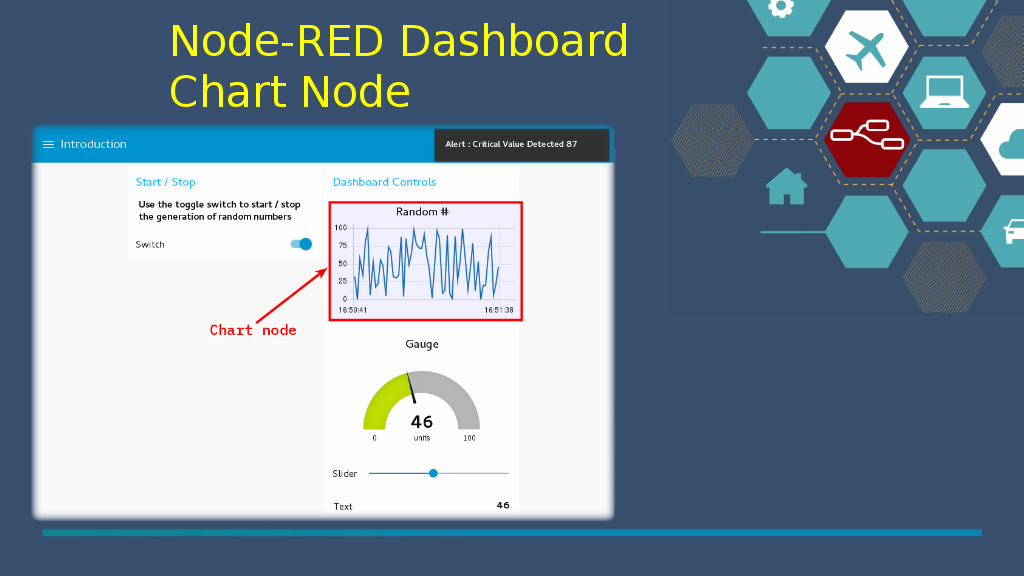 Node-RED Dashboard
Chart Node
Introduction
Alert : Critical Value Detected 87
Start / Stop
Use the toggle switch to start / stop
the generation of random numbers
Switch
Dashboard Controls
Random #
100
75
50
25
0
16:50:41
16:51:38
Chart node
Gauge
46
0
units
100
Slider
Text
46